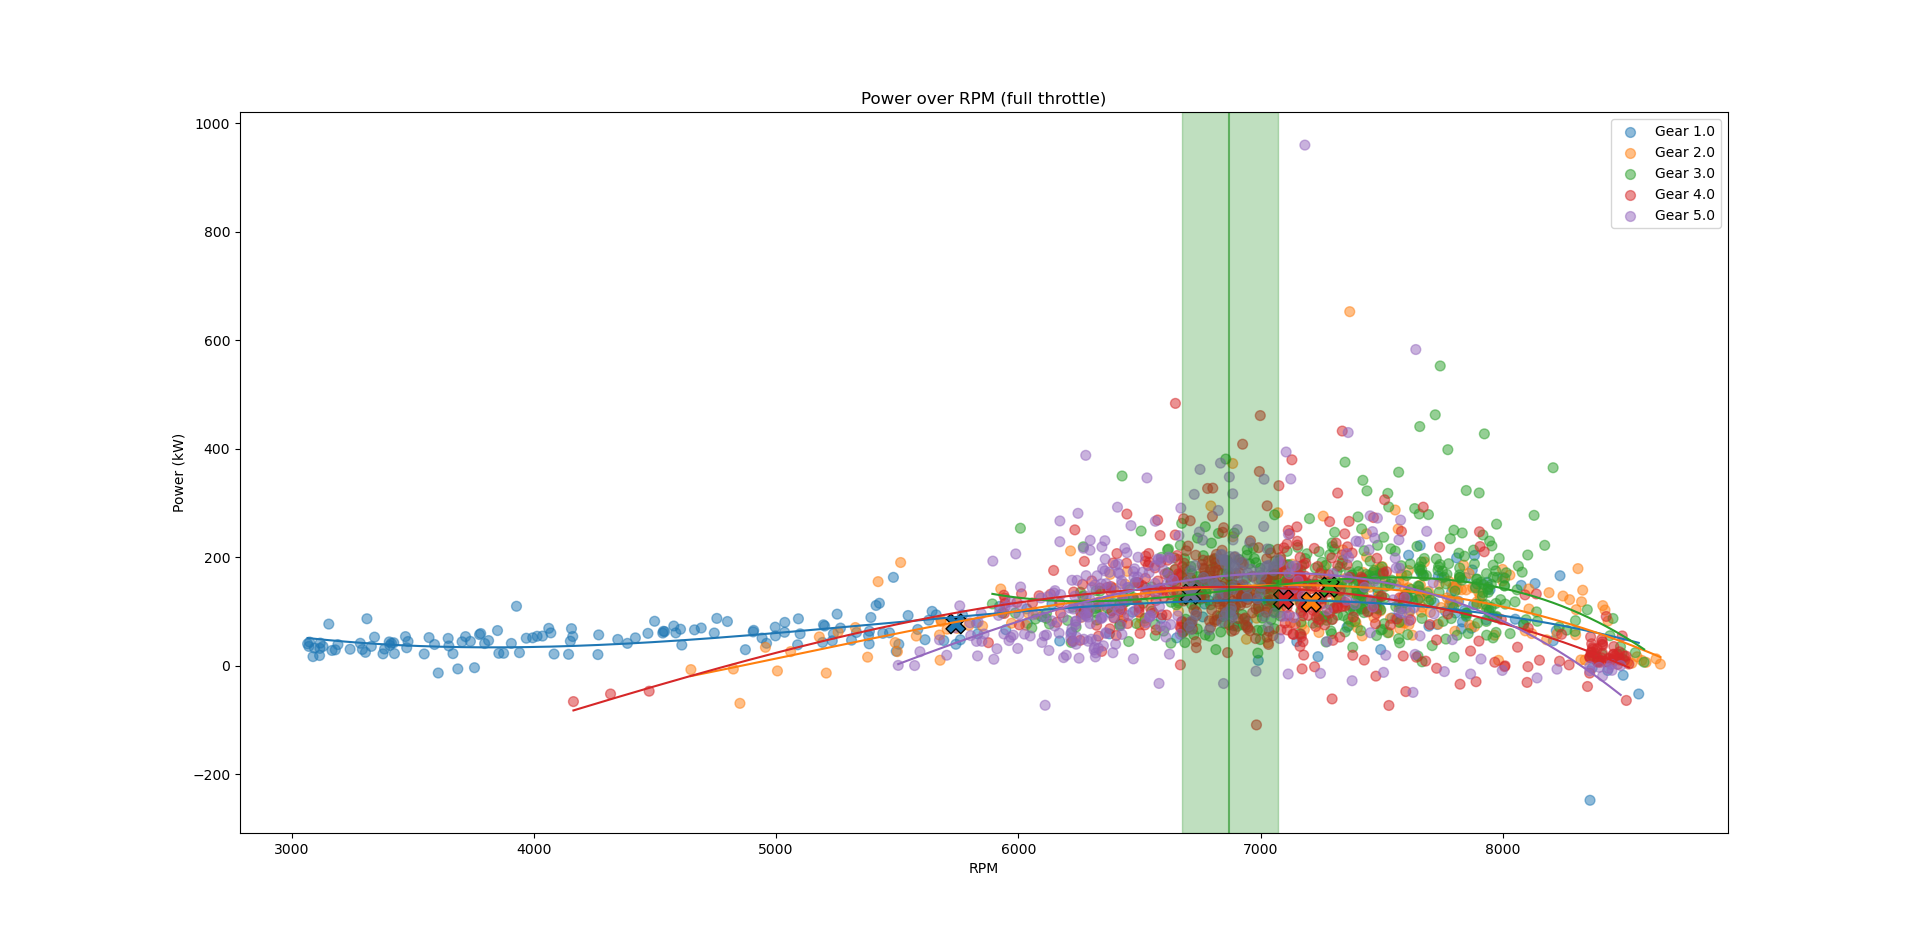 Power over RPM (full throttle)
1000
800
600
400
200
0
−200
Power (kW)
Gear 1.0
Gear 2.0
Gear 3.0
Gear 4.0
Gear 5.0
3000 4000 5000 6000 7000 8000
RPM